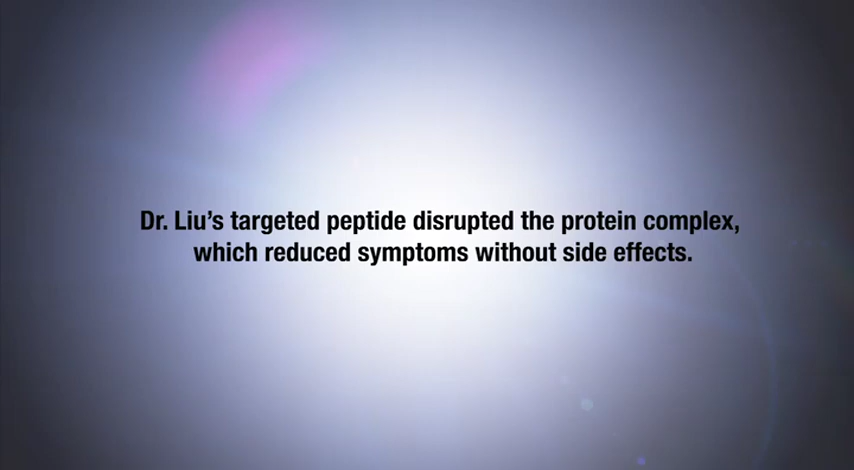 Dr. Liu’s targeted peptide disrupted the protein complex,
which reduced symptoms without side effects.